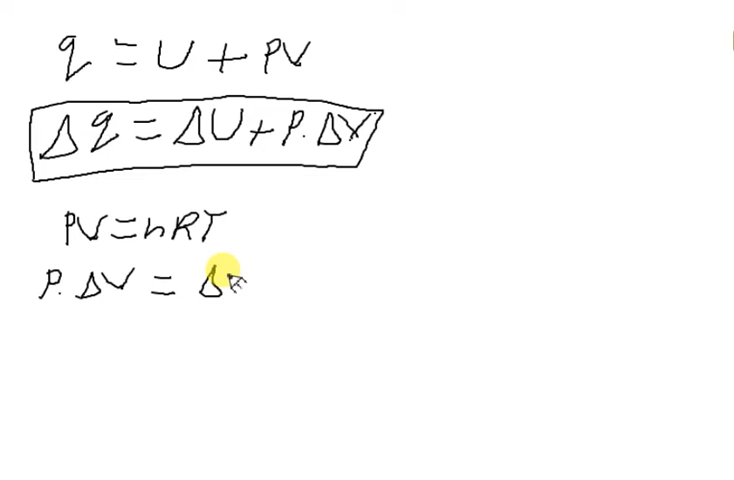 q = U + PV
Δq = ΔU + P.ΔV
PV = nRT
P.ΔV = Δ